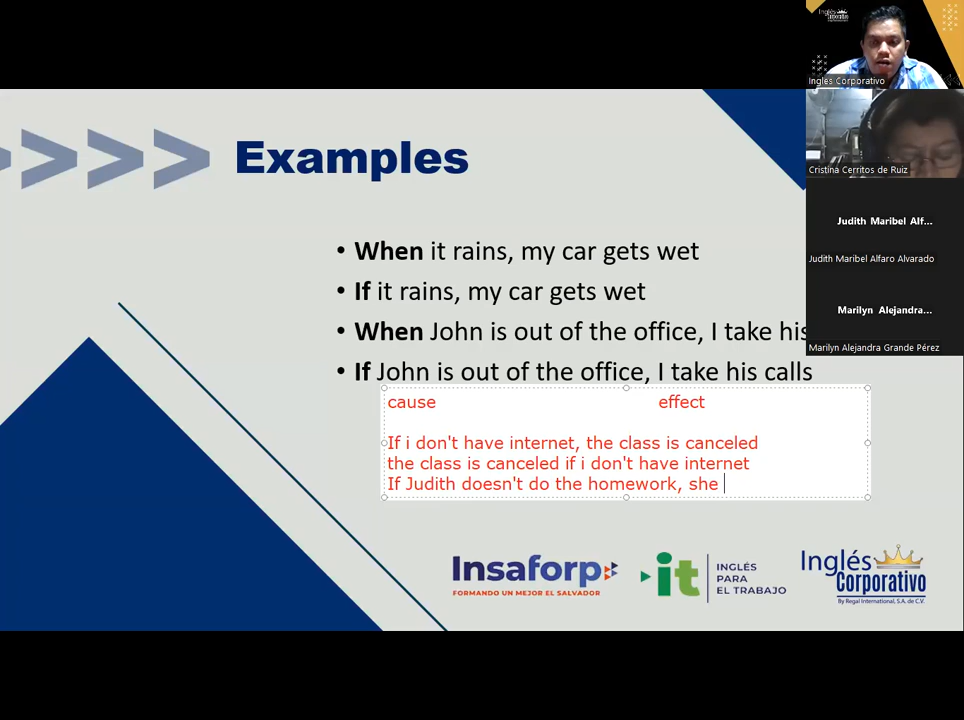 Inglés
Corporativo
Inglés Corporativo
Cristina Cerritos de Ruiz
Judith Maribel Alf...
Judith Maribel Alfaro Alvarado
Marilyn Alejandra...
Marilyn Alejandra Grande Pérez
Examples
• When it rains, my car gets wet
• If it rains, my car gets wet
• When John is out of the office, I take his
• If John is out of the office, I take his calls
cause effect
If i don't have internet, the class is canceled
the class is canceled if i don't have internet
If Judith doesn't do the homework, she
Insaforp
FORMANDO UN MEJOR EL SALVADOR
it
INGLÉS
PARA
EL TRABAJO
Inglés
Corporativo
By Regal International, S.A. de C.V.